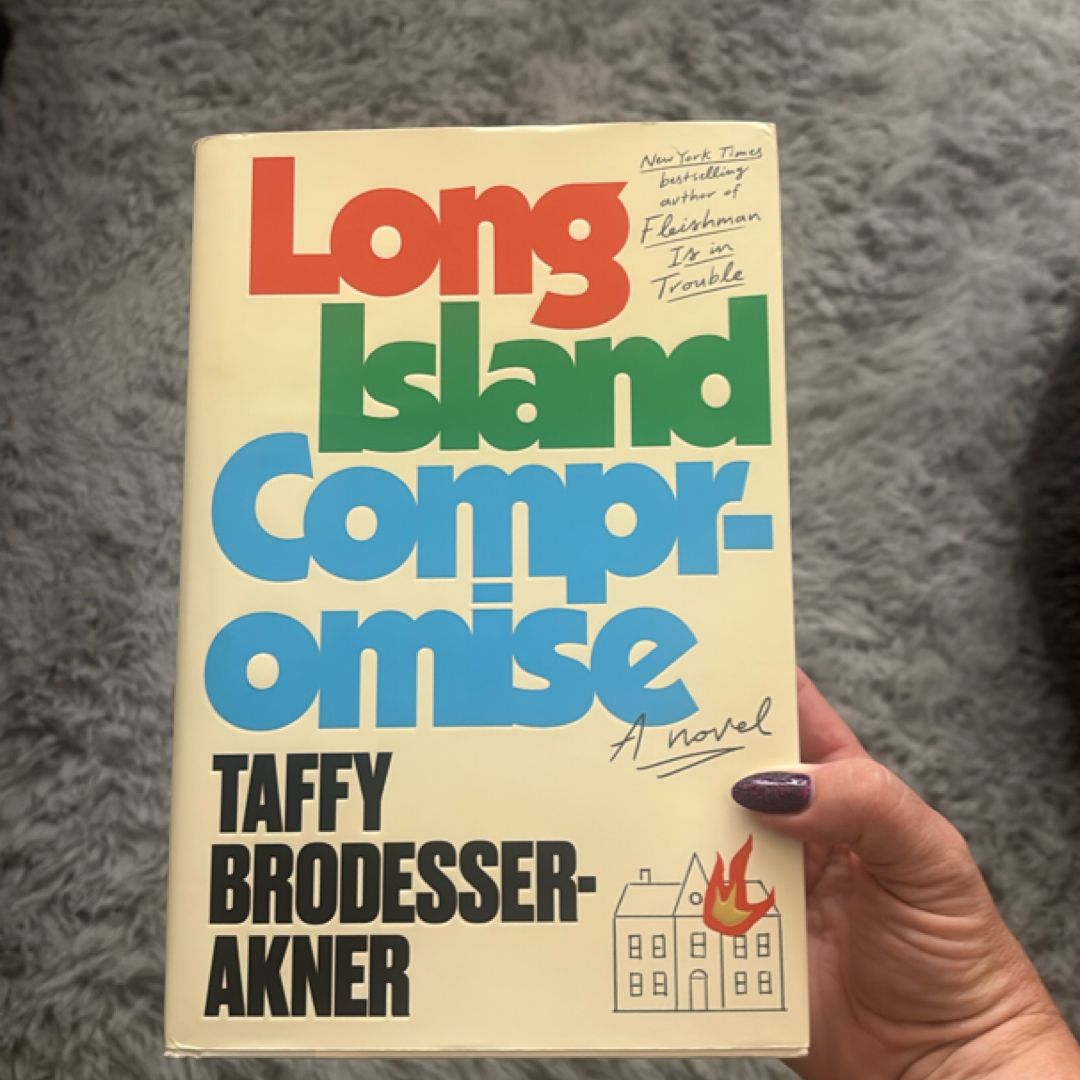 Long
Island
Compr-
omise
New York Times
bestselling
author of
Fleishman
Is in
Trouble
A novel
TAFFY
BRODESSER-
AKNER